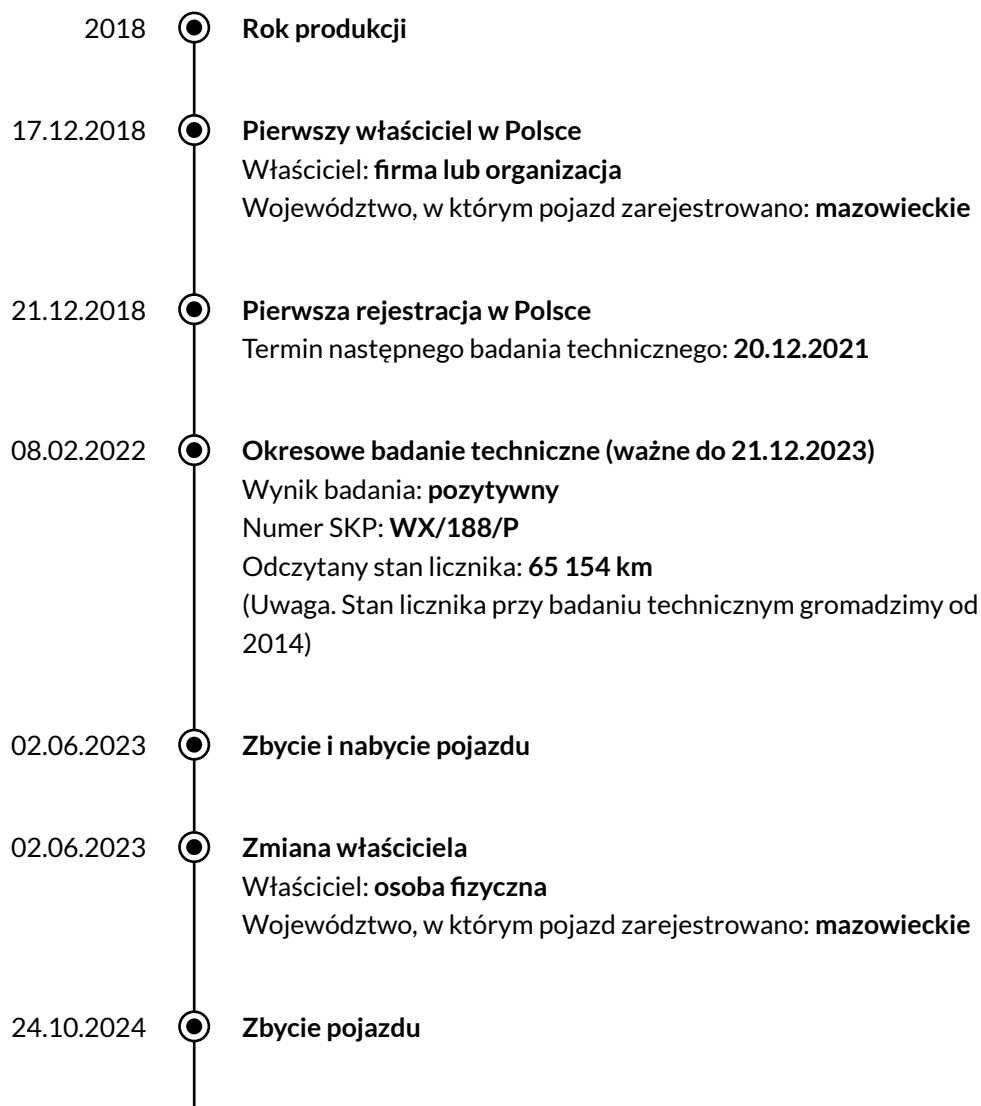 2018 Rok produkcji
17.12.2018 Pierwszy właściciel w Polsce
Właściciel: firma lub organizacja
Województwo, w którym pojazd zarejestrowano: mazowieckie
21.12.2018 Pierwsza rejestracja w Polsce
Termin następnego badania technicznego: 20.12.2021
08.02.2022 Okresowe badanie techniczne (ważne do 21.12.2023)
Wynik badania: pozytywny
Numer SKP: WX/188/P
Odczytany stan licznika: 65 154 km
(Uwaga. Stan licznika przy badaniu technicznym gromadzimy od
2014)
02.06.2023 Zbycie i nabycie pojazdu
02.06.2023 Zmiana właściciela
Właściciel: osoba fizyczna
Województwo, w którym pojazd zarejestrowano: mazowieckie
24.10.2024 Zbycie pojazdu